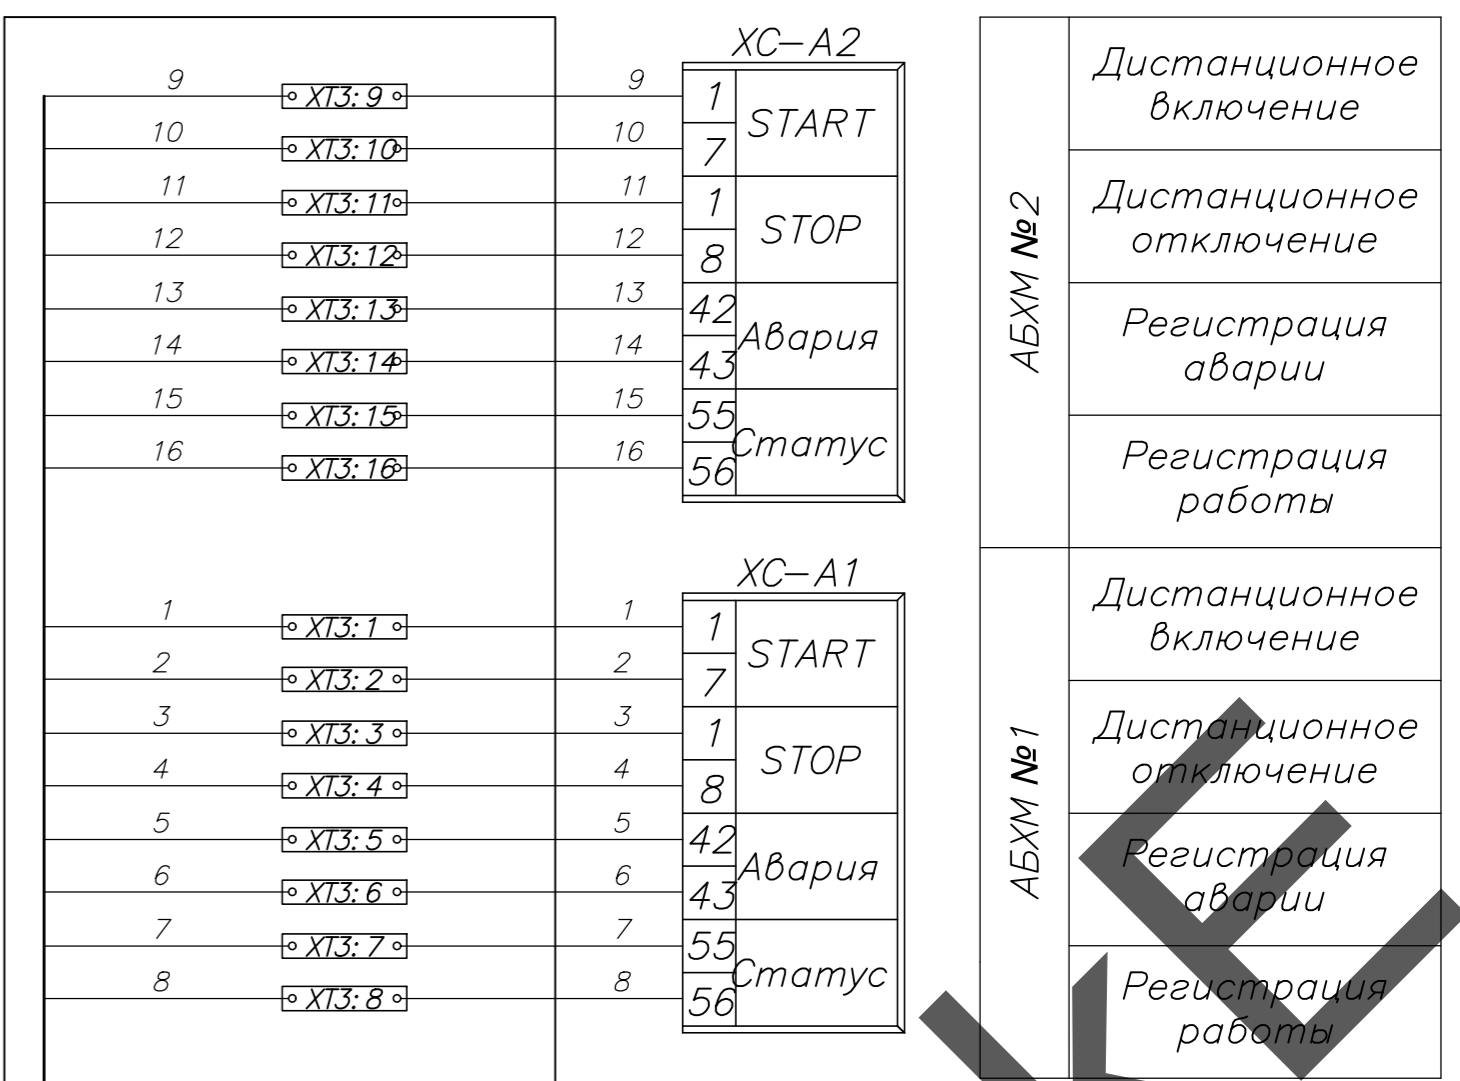 XC-A2
9 XT3: 9 9 1 START
10 XT3: 10 10 7
11 XT3: 11 11 1 STOP
12 XT3: 12 12 8
13 XT3: 13 13 42 Авария
14 XT3: 14 14 43
15 XT3: 15 15 55 Статус
16 XT3: 16 16 56
АБХМ №2
Дистанционное
включение
Дистанционное
отключение
Регистрация
аварии
Регистрация
работы
XC-A1
1 XT3: 1 1 1 START
2 XT3: 2 2 7
3 XT3: 3 3 1 STOP
4 XT3: 4 4 8
5 XT3: 5 5 42 Авария
6 XT3: 6 6 43
7 XT3: 7 7 55 Статус
8 XT3: 8 8 56
АБХМ №1
Дистанционное
включение
Дистанционное
отключение
Регистрация
аварии
Регистрация
работы